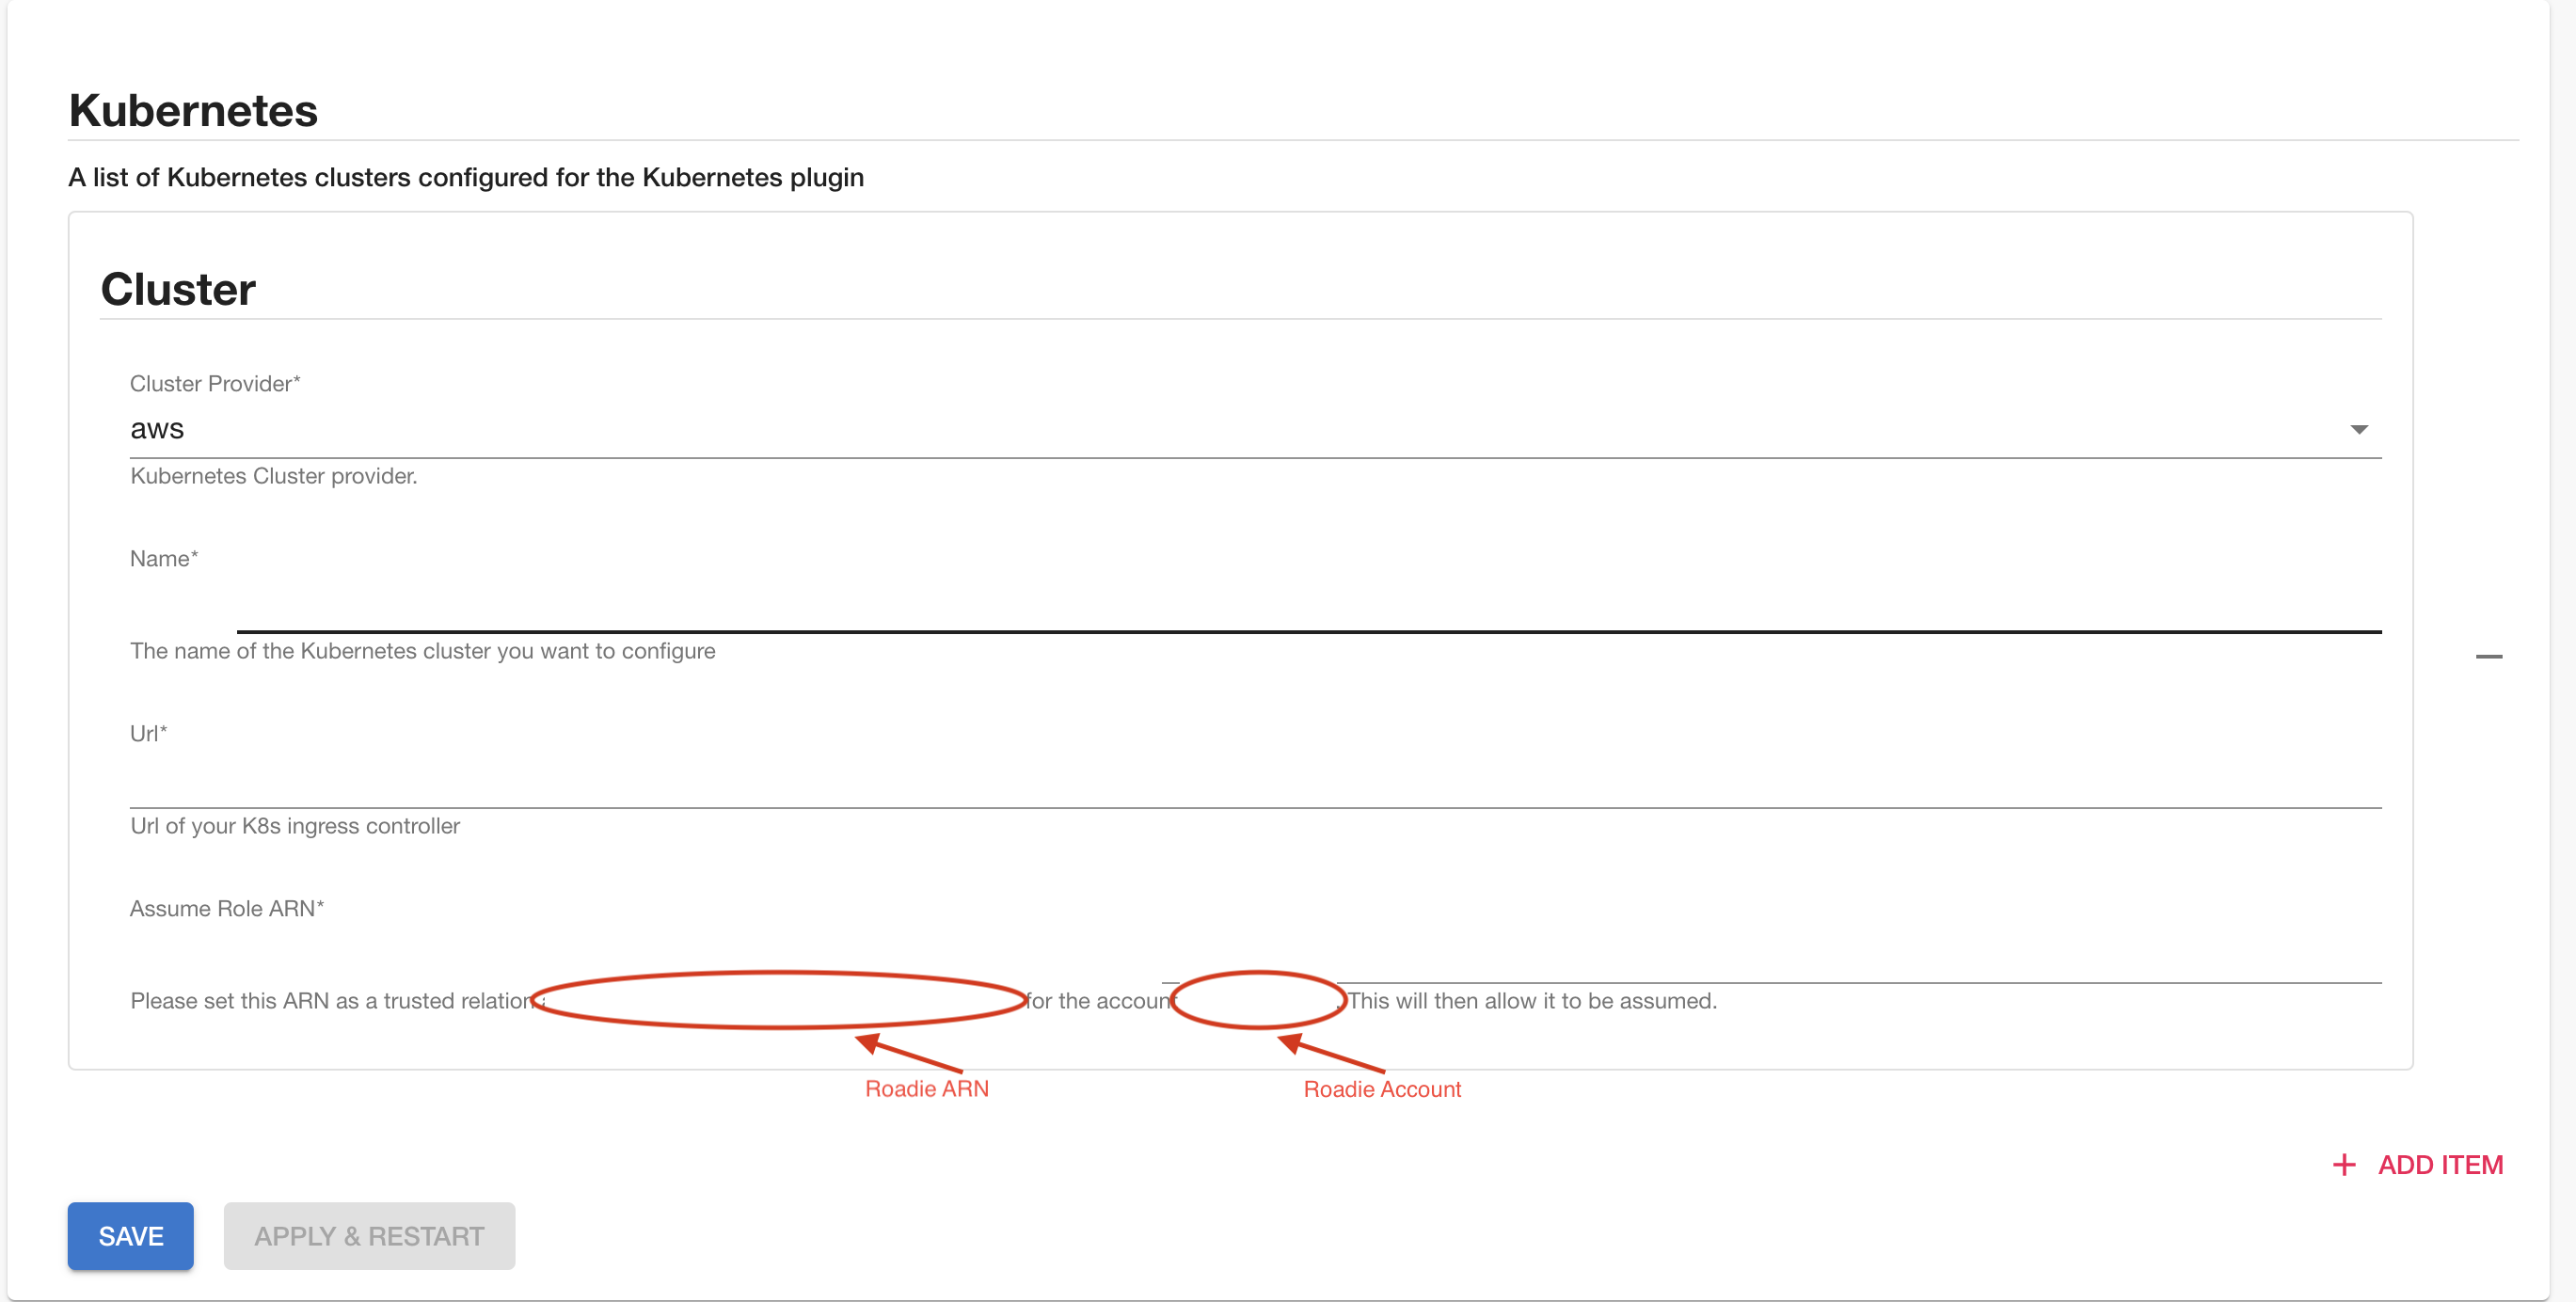 Kubernetes
A list of Kubernetes clusters configured for the Kubernetes plugin
Cluster
Cluster Provider*
aws
Kubernetes Cluster provider.
Name*
The name of the Kubernetes cluster you want to configure
Url*
Url of your K8s ingress controller
Assume Role ARN*
Please set this ARN as a trusted relation for the account . This will then allow it to be assumed.
Roadie ARN Roadie Account
+ ADD ITEM
SAVE APPLY & RESTART